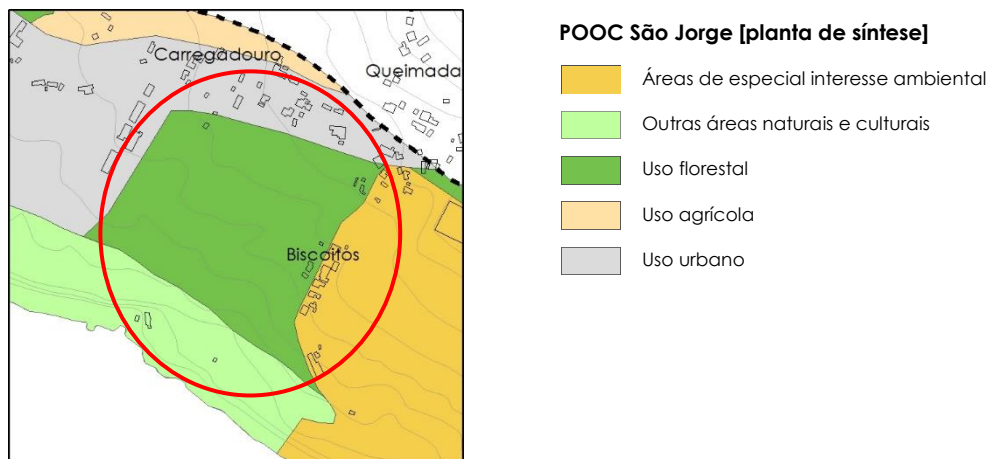 Carregadouro
Queimada
Biscoitos
POOC São Jorge [planta de síntese]
Áreas de especial interesse ambiental
Outras áreas naturais e culturais
Uso florestal
Uso agrícola
Uso urbano